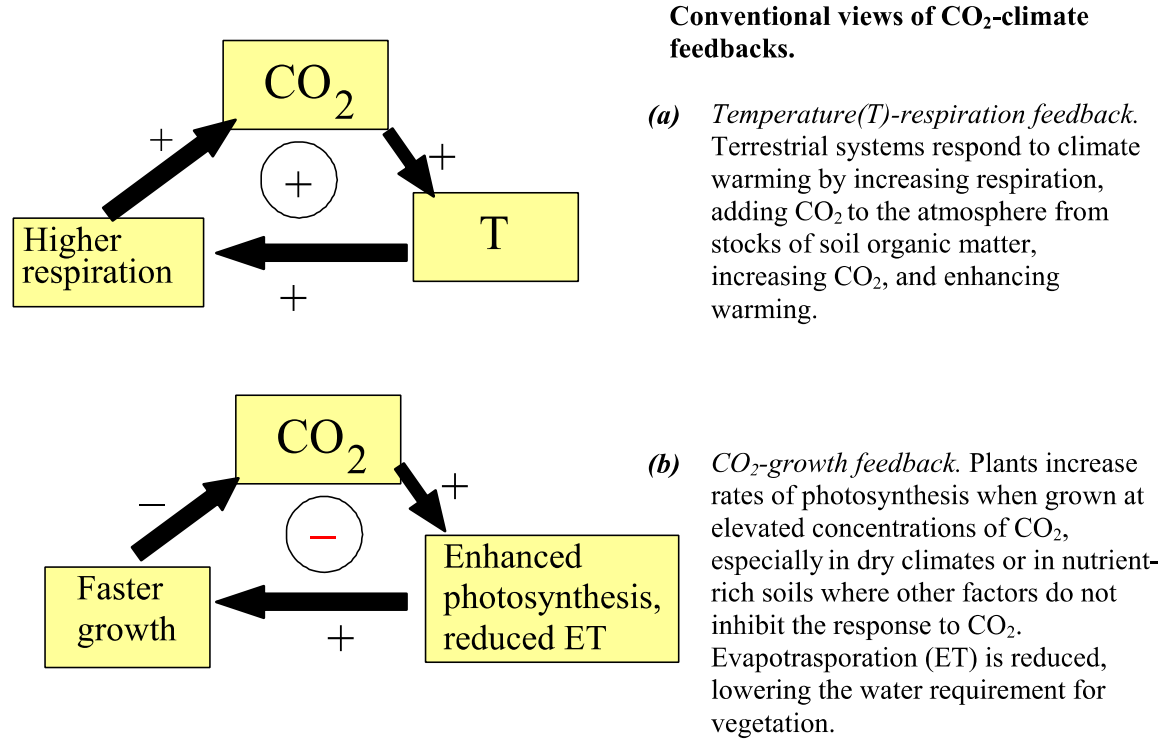 Conventional views of CO₂-climate
feedbacks.
CO₂
+
+
+
Higher
respiration
T
+
(a) Temperature(T)-respiration feedback.
Terrestrial systems respond to climate
warming by increasing respiration,
adding CO₂ to the atmosphere from
stocks of soil organic matter,
increasing CO₂, and enhancing
warming.
CO₂
+
–
–
Faster
growth
Enhanced
photosynthesis,
reduced ET
+
(b) CO₂-growth feedback. Plants increase
rates of photosynthesis when grown at
elevated concentrations of CO₂,
especially in dry climates or in nutrient-
rich soils where other factors do not
inhibit the response to CO₂.
Evapotrasporation (ET) is reduced,
lowering the water requirement for
vegetation.